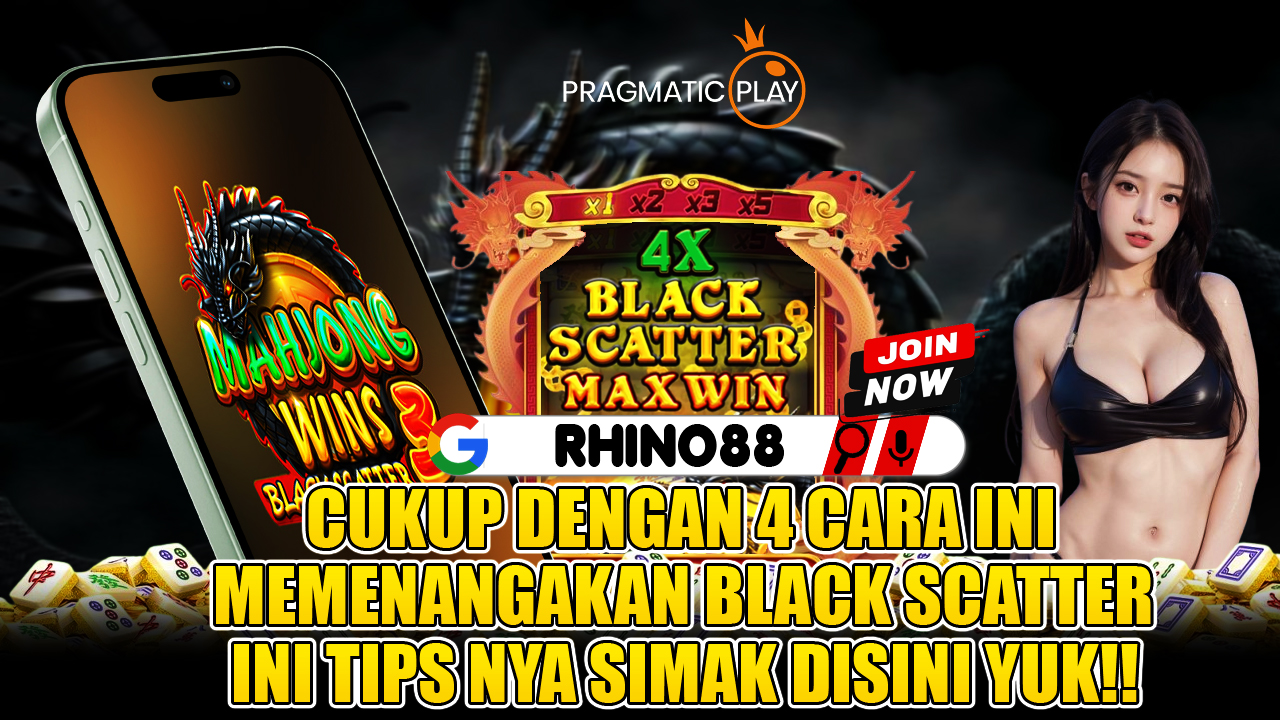 PRAGMATIC PLAY
x1 x2 x3 x5
4X
BLACK
SCATTER
MAXWIN
MAHJONG
WINS 3
BLACK SCATTER
JOIN
NOW
G RHINO88
CUKUP DENGAN 4 CARA INI
MEMENANGAKAN BLACK SCATTER
INI TIPS NYA SIMAK DISINI YUK!!